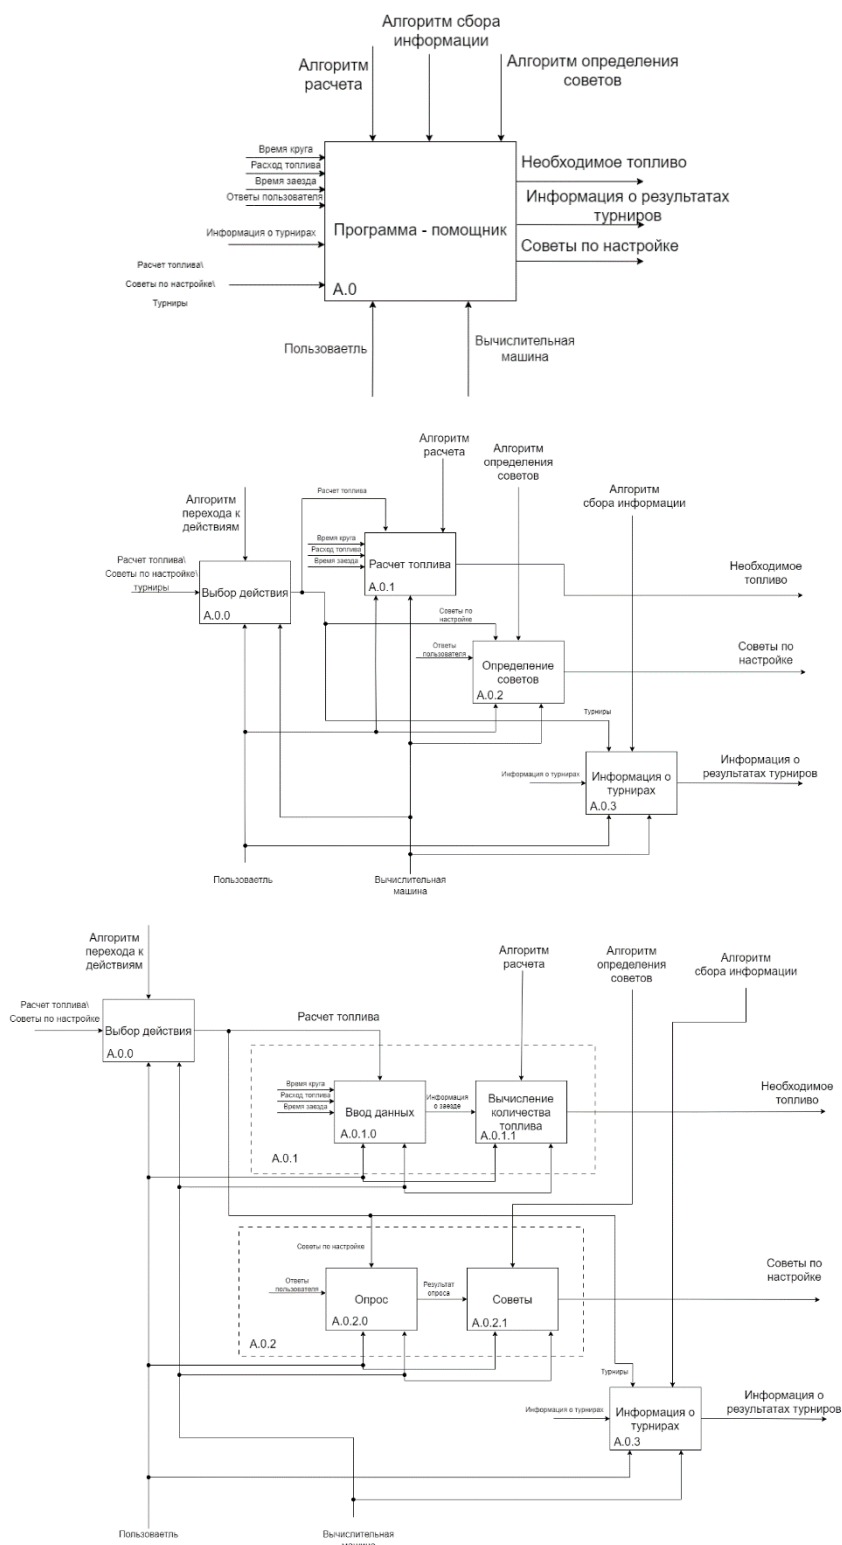 Алгоритм сбора
информации
Алгоритм
расчета
Алгоритм определения
советов
Время круга
Расход топлива
Время заезда
Ответы пользователя
Информация о турнирах
Расчет топлива\
Советы по настройке\
Турниры
Программа - помощник
А.0
Необходимое топливо
Информация о результатах
турниров
Советы по настройке
Пользоваетль
Вычислительная
машина
Алгоритм
расчета
Алгоритм
определения
советов
Алгоритм
сбора информации
Алгоритм
перехода к
действиям
Расчет топлива
Время круга
Расход топлива
Время заезда
Расчет топлива
А.0.1
Необходимое
топливо
Расчет топлива\
Советы по настройке\
турниры
Выбор действия
А.0.0
Советы по
настройке
Ответы
пользователя
Определение
советов
А.0.2
Советы по
настройке
Турниры
Информация о турнирах
Информация о
турнирах
А.0.3
Информация о
результатах турниров
Пользоваетль
Вычислительная
машина
Алгоритм
перехода к
действиям
Алгоритм
расчета
Алгоритм
определения
советов
Алгоритм
сбора информации
Расчет топлива\
Советы по настройке
Выбор действия
А.0.0
Расчет топлива
Время круга
Расход топлива
Время заезда
Ввод данных
А.0.1.0
Информация
о заезде
Вычисление
количества
топлива
А.0.1.1
А.0.1
Необходимое
топливо
Советы по настройке
Ответы
пользователя
Опрос
А.0.2.0
Результат
опроса
Советы
А.0.2.1
А.0.2
Советы по
настройке
Турниры
Информация о турнирах
Информация о
турнирах
А.0.3
Информация о
результатах турниров
Пользоваетль
Вычислительная
машина